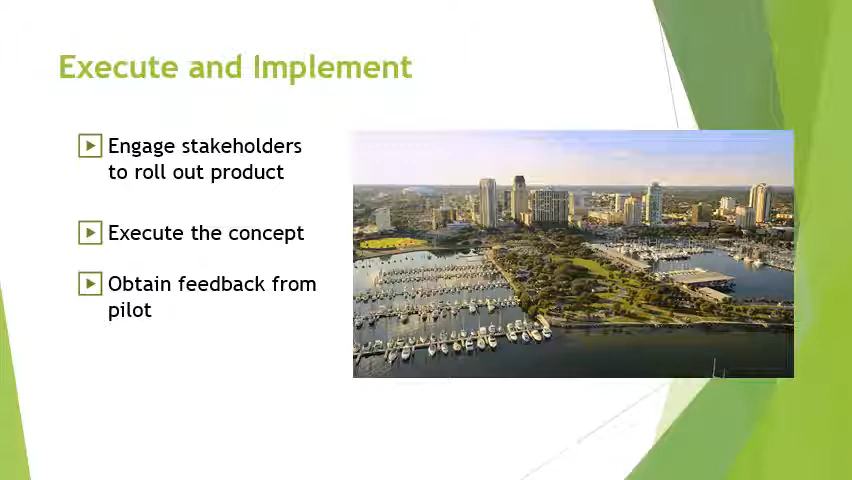 Execute and Implement
Engage stakeholders
to roll out product
Execute the concept
Obtain feedback from
pilot